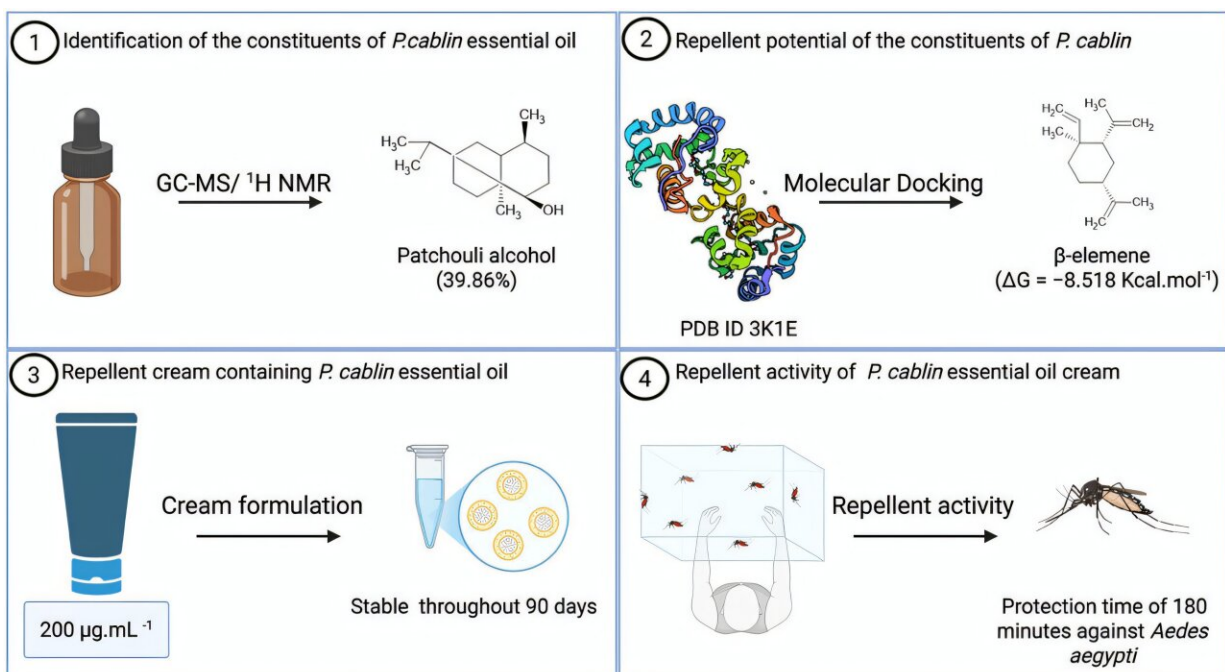 1 Identification of the constituents of P.cablin essential oil
GC-MS/ ¹H NMR
CH₃
H₃C
H₃C
CH₃
OH
Patchouli alcohol
(39.86%)
2 Repellent potential of the constituents of P. cablin
Molecular Docking
PDB ID 3K1E
H₂C
H₃C
CH₂
H₃C
CH₃
H₂C
β-elemene
(ΔG = −8.518 Kcal.mol⁻¹)
3 Repellent cream containing P. cablin essential oil
Cream formulation
200 µg.mL ⁻¹
Stable throughout 90 days
4 Repellent activity of P. cablin essential oil cream
Repellent activity
Protection time of 180
minutes against Aedes
aegypti